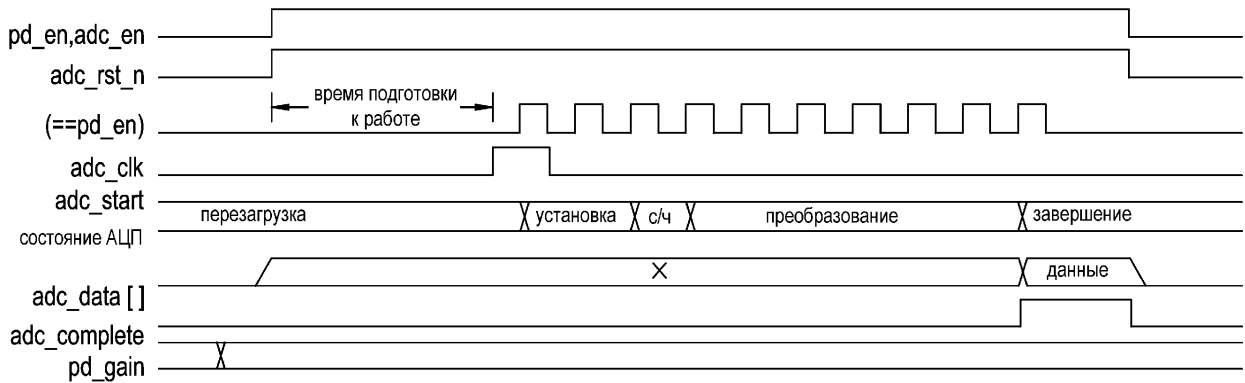 pd_en,adc_en
adc_rst_n
время подготовки
к работе
(==pd_en)
adc_clk
adc_start
перезагрузка
установка
с/ч
преобразование
завершение
состояние АЦП
X
данные
adc_data [ ]
adc_complete
pd_gain